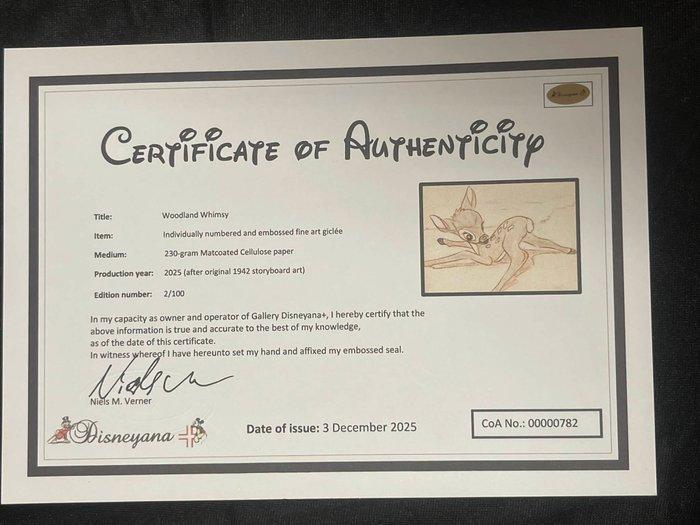 Disneyana
CERTIFICATE OF AUTHENTICITY
Title: Woodland Whimsy
Item: Individually numbered and embossed fine art giclée
Medium: 230-gram Matcoated Cellulose paper
Production year: 2025 (after original 1942 storyboard art)
Edition number: 2/100
In my capacity as owner and operator of Gallery Disneyana+, I hereby certify that the
above information is true and accurate to the best of my knowledge,
as of the date of this certificate.
In witness whereof I have hereunto set my hand and affixed my embossed seal.
Niels M. Verner
Disneyana
Date of issue: 3 December 2025
CoA No.: 00000782